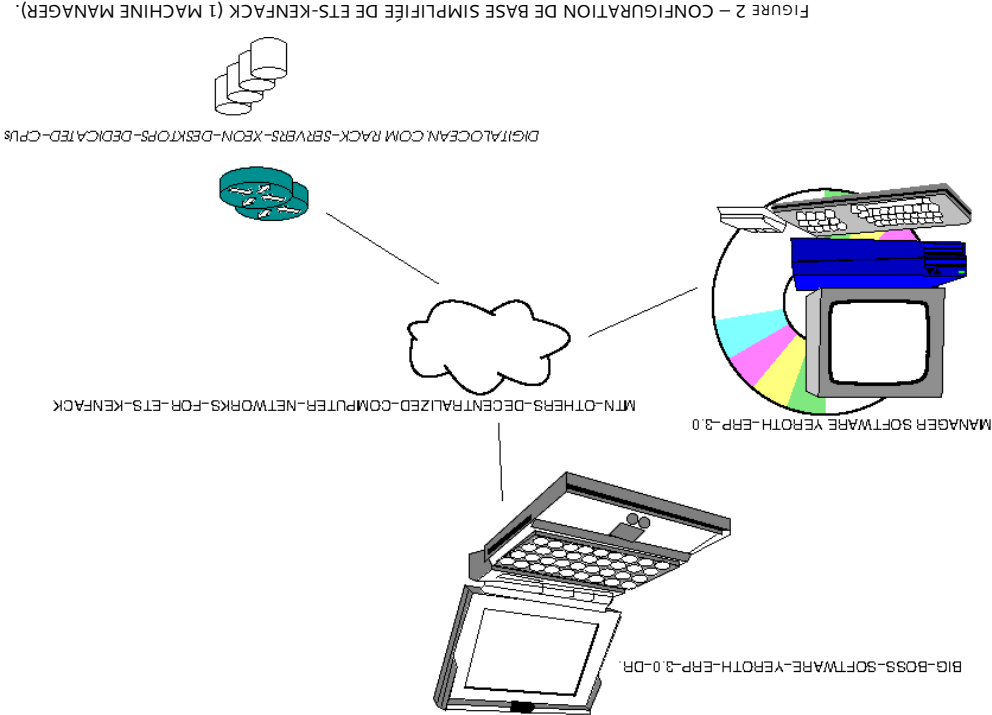 BIG-BOSS-SOFTWARE-YEROTH-ERP-3.0-DR.
MANAGER SOFTWARE YEROTH-ERP-3.0
MTN-OTHERS-DECENTRALIZED-COMPUTER-NETWORKS-FOR-ETS-KENFACK
DIGITALOCEAN.COM RACK-SERVERS-XEON-DESKTOPS-DEDICATED-CPUs
FIGURE 2 – CONFIGURATION DE BASE SIMPLIFIÉE DE ETS-KENFACK (1 MACHINE MANAGER).